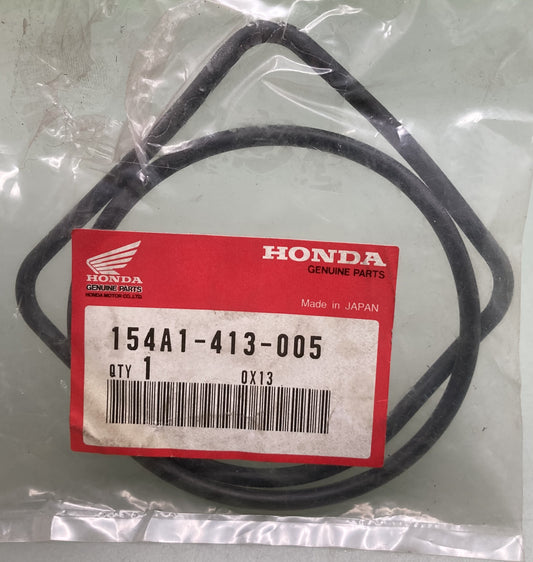 HONDA
GENUINE PARTS
HONDA MOTOR CO., LTD.
HONDA
GENUINE PARTS
Made in JAPAN
154A1-413-005
QTY 1 0X13